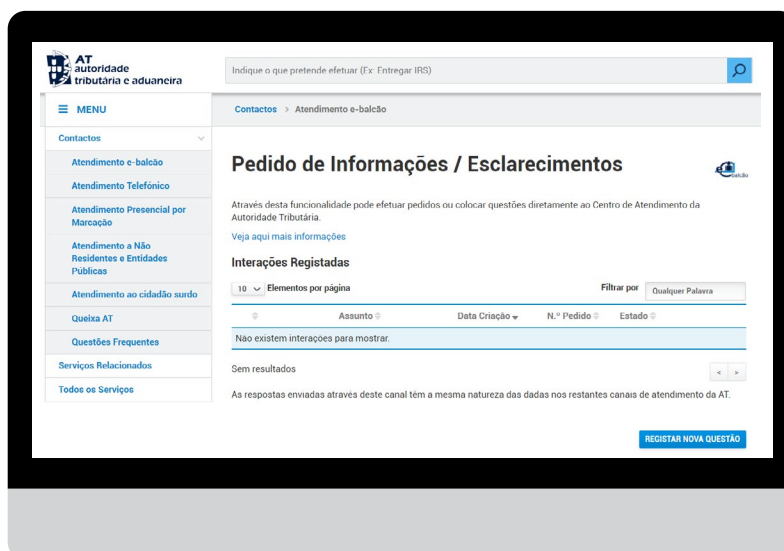 AT
autoridade
tributária e aduaneira
Indique o que pretende efetuar (Ex: Entregar IRS)
MENU
Contactos > Atendimento e-balcão
Contactos
Atendimento e-balcão
Atendimento Telefónico
Atendimento Presencial por
Marcação
Atendimento a Não
Residentes e Entidades
Públicas
Atendimento ao cidadão surdo
Queixa AT
Questões Frequentes
Serviços Relacionados
Todos os Serviços
Pedido de Informações / Esclarecimentos
e balcão
Através desta funcionalidade pode efetuar pedidos ou colocar questões diretamente ao Centro de Atendimento da
Autoridade Tributária.
Veja aqui mais informações
Interações Registadas
10 Elementos por página
Filtrar por Qualquer Palavra
Assunto Data Criação N.º Pedido Estado
Não existem interações para mostrar.
Sem resultados
< >
As respostas enviadas através deste canal têm a mesma natureza das dadas nos restantes canais de atendimento da AT.
REGISTAR NOVA QUESTÃO